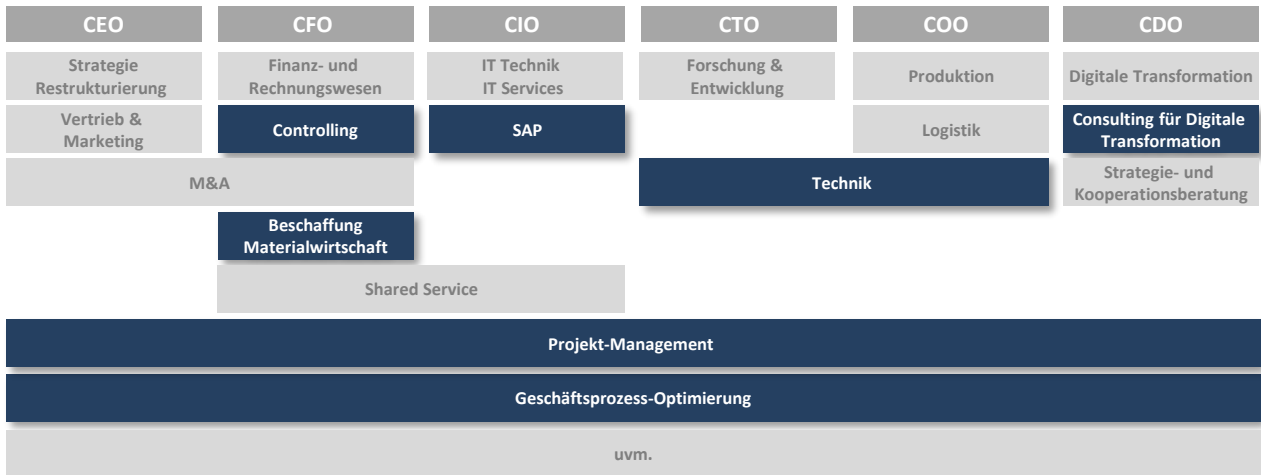 CEO
CFO
CIO
CTO
COO
CDO
Strategie
Restrukturierung
Finanz- und
Rechnungswesen
IT Technik
IT Services
Forschung &
Entwicklung
Produktion
Digitale Transformation
Vertrieb &
Marketing
Controlling
SAP
Logistik
Consulting für Digitale
Transformation
M&A
Technik
Strategie- und
Kooperationsberatung
Beschaffung
Materialwirtschaft
Shared Service
Projekt-Management
Geschäftsprozess-Optimierung
uvm.